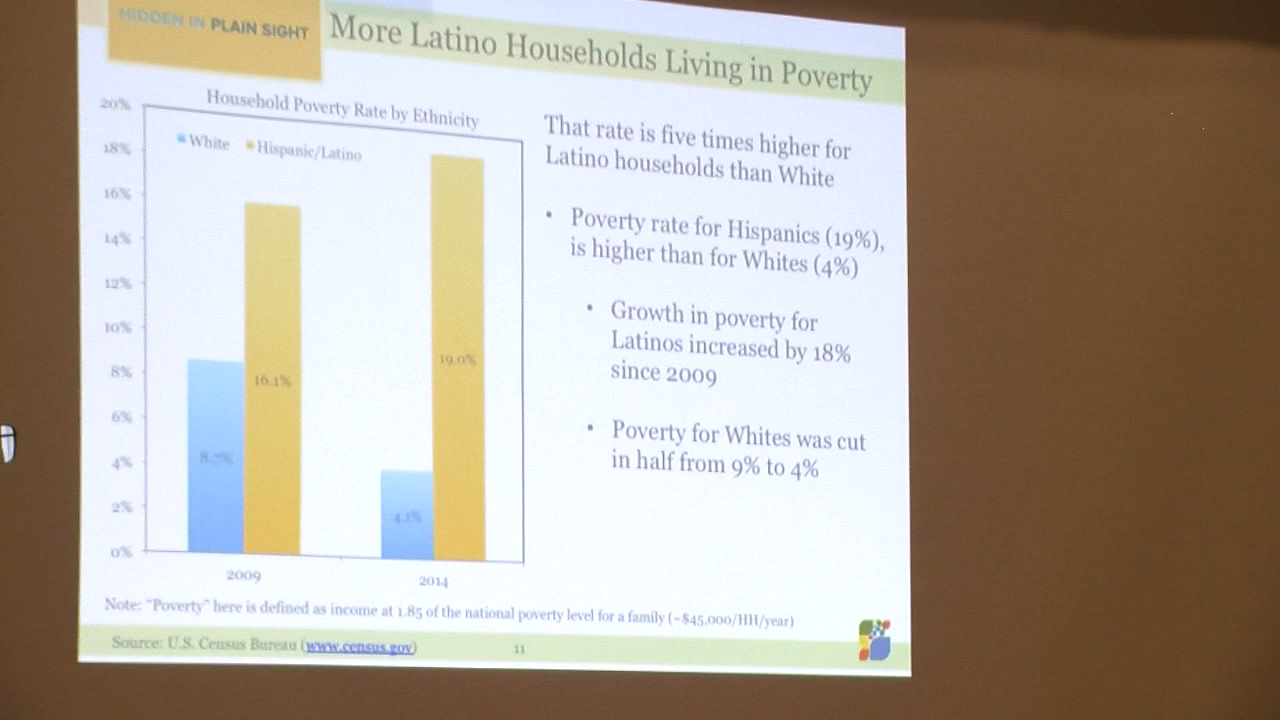 HIDDEN IN PLAIN SIGHT
More Latino Households Living in Poverty
Household Poverty Rate by Ethnicity
White Hispanic/Latino
20%
18%
16%
14%
12%
10%
8%
6%
4%
2%
0%
8.7%
16.1%
4.1%
19.0%
2009
2014
That rate is five times higher for
Latino households than White
• Poverty rate for Hispanics (19%),
is higher than for Whites (4%)
• Growth in poverty for
Latinos increased by 18%
since 2009
• Poverty for Whites was cut
in half from 9% to 4%
Note: "Poverty" here is defined as income at 1.85 of the national poverty level for a family (~$45,000/HH/year)
Source: U.S. Census Bureau (www.census.gov)
11